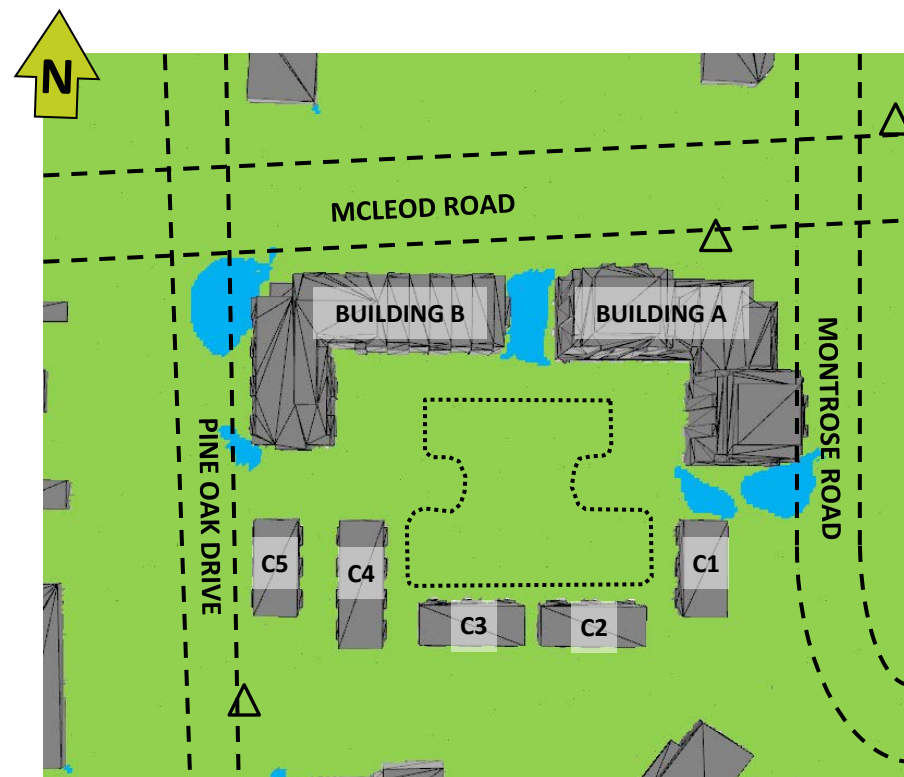 N
MCLEOD ROAD
BUILDING B
BUILDING A
MONTROSE ROAD
PINE OAK DRIVE
C5
C4
C1
C3
C2